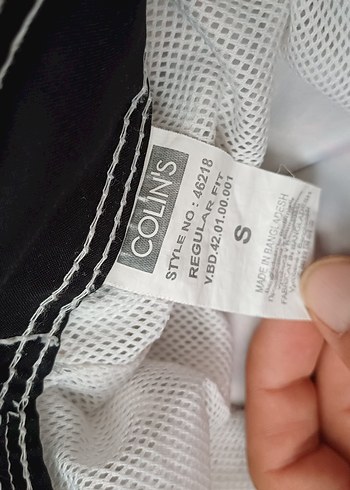 COLIN'S
STYLE NO : 46218
REGULAR FIT
V.BD.42.01.00.001
S
MADE IN BANGLADESH